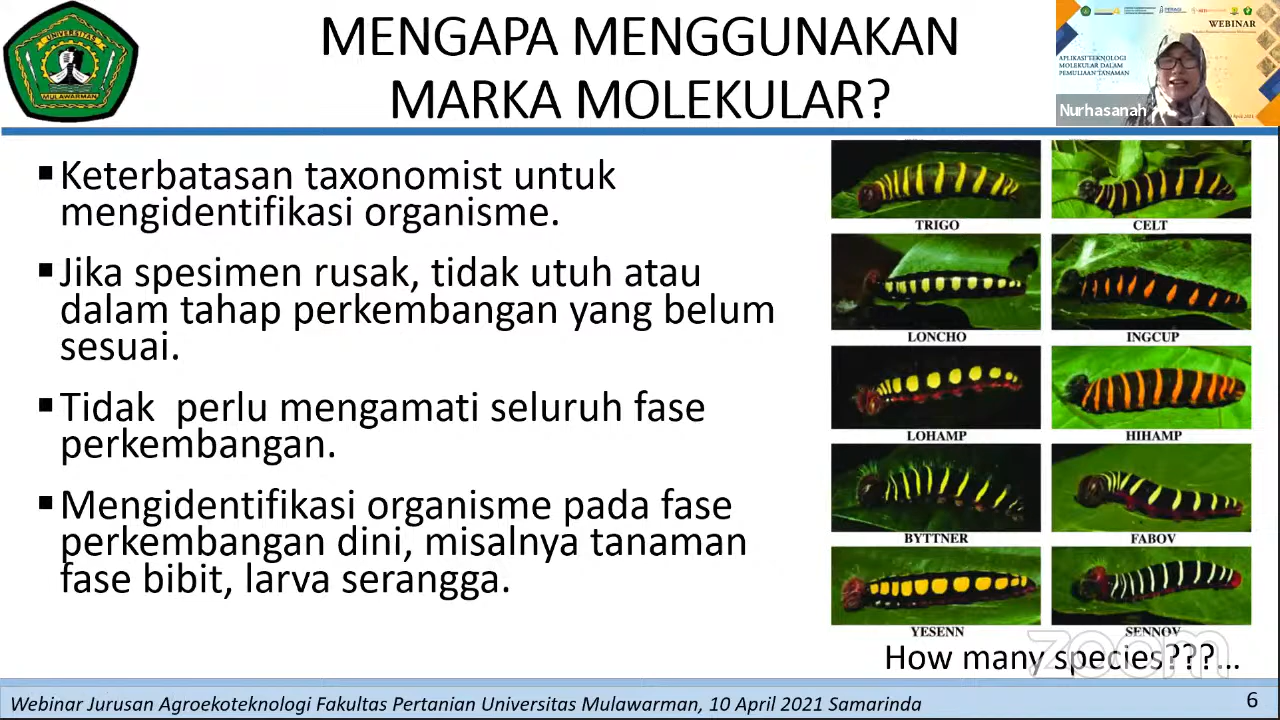 MENGAPA MENGGUNAKAN
MARKA MOLEKULAR?
UNIVERSITAS
MULAWARMAN
WEBINAR
APLIKASI TEKNOLOGI
MOLEKULAR DALAM
PEMULIAAN TANAMAN
Nurhasanah
▪Keterbatasan taxonomist untuk
mengidentifikasi organisme.
▪Jika spesimen rusak, tidak utuh atau
dalam tahap perkembangan yang belum
sesuai.
▪Tidak perlu mengamati seluruh fase
perkembangan.
▪Mengidentifikasi organisme pada fase
perkembangan dini, misalnya tanaman
fase bibit, larva serangga.
TRIGO
CELT
LONCHO
INGCUP
LOHAMP
HIHAMP
BYTTNER
FABOV
YESENN
SENNOV
zoom
How many species???...
Webinar Jurusan Agroekoteknologi Fakultas Pertanian Universitas Mulawarman, 10 April 2021 Samarinda
6